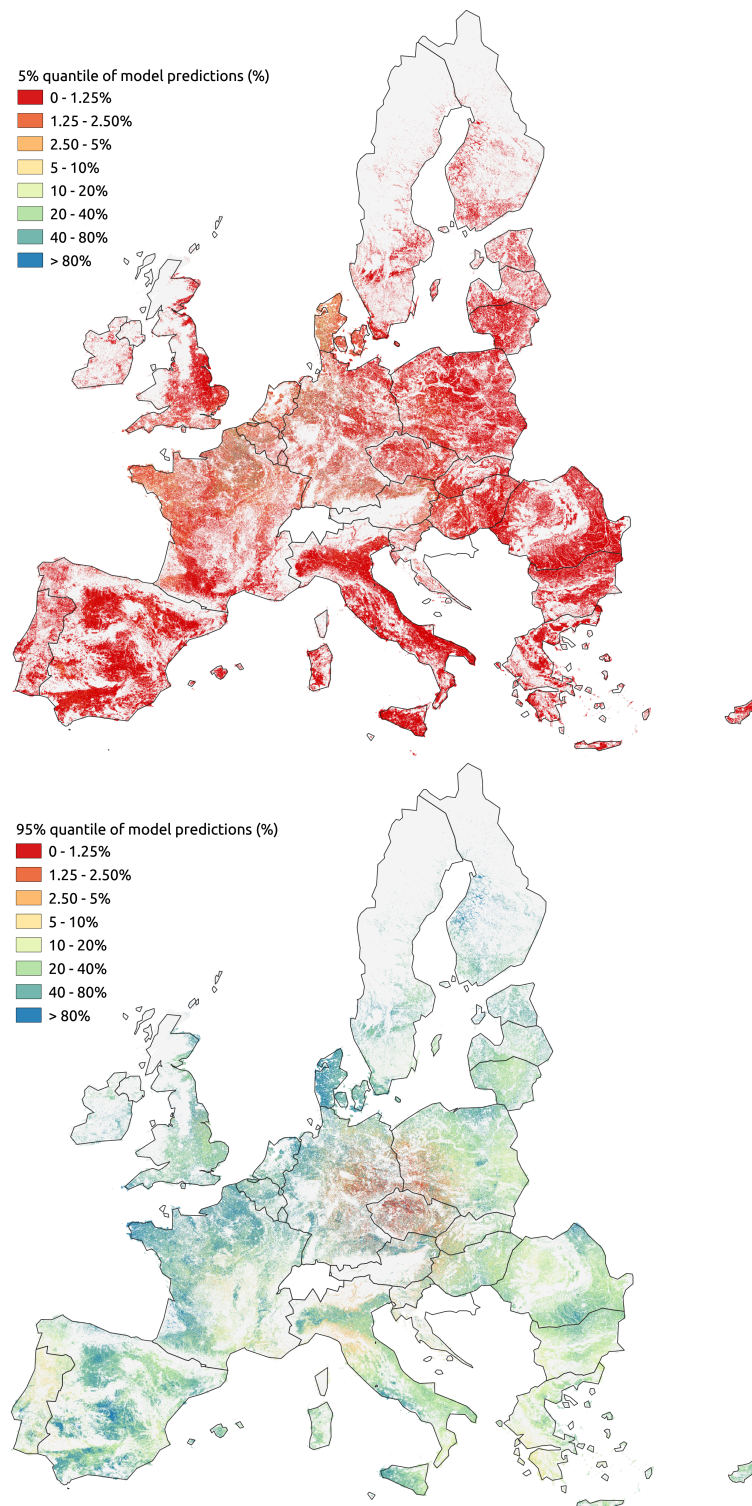 5% quantile of model predictions (%)
0 - 1.25%
1.25 - 2.50%
2.50 - 5%
5 - 10%
10 - 20%
20 - 40%
40 - 80%
> 80%
95% quantile of model predictions (%)
0 - 1.25%
1.25 - 2.50%
2.50 - 5%
5 - 10%
10 - 20%
20 - 40%
40 - 80%
> 80%